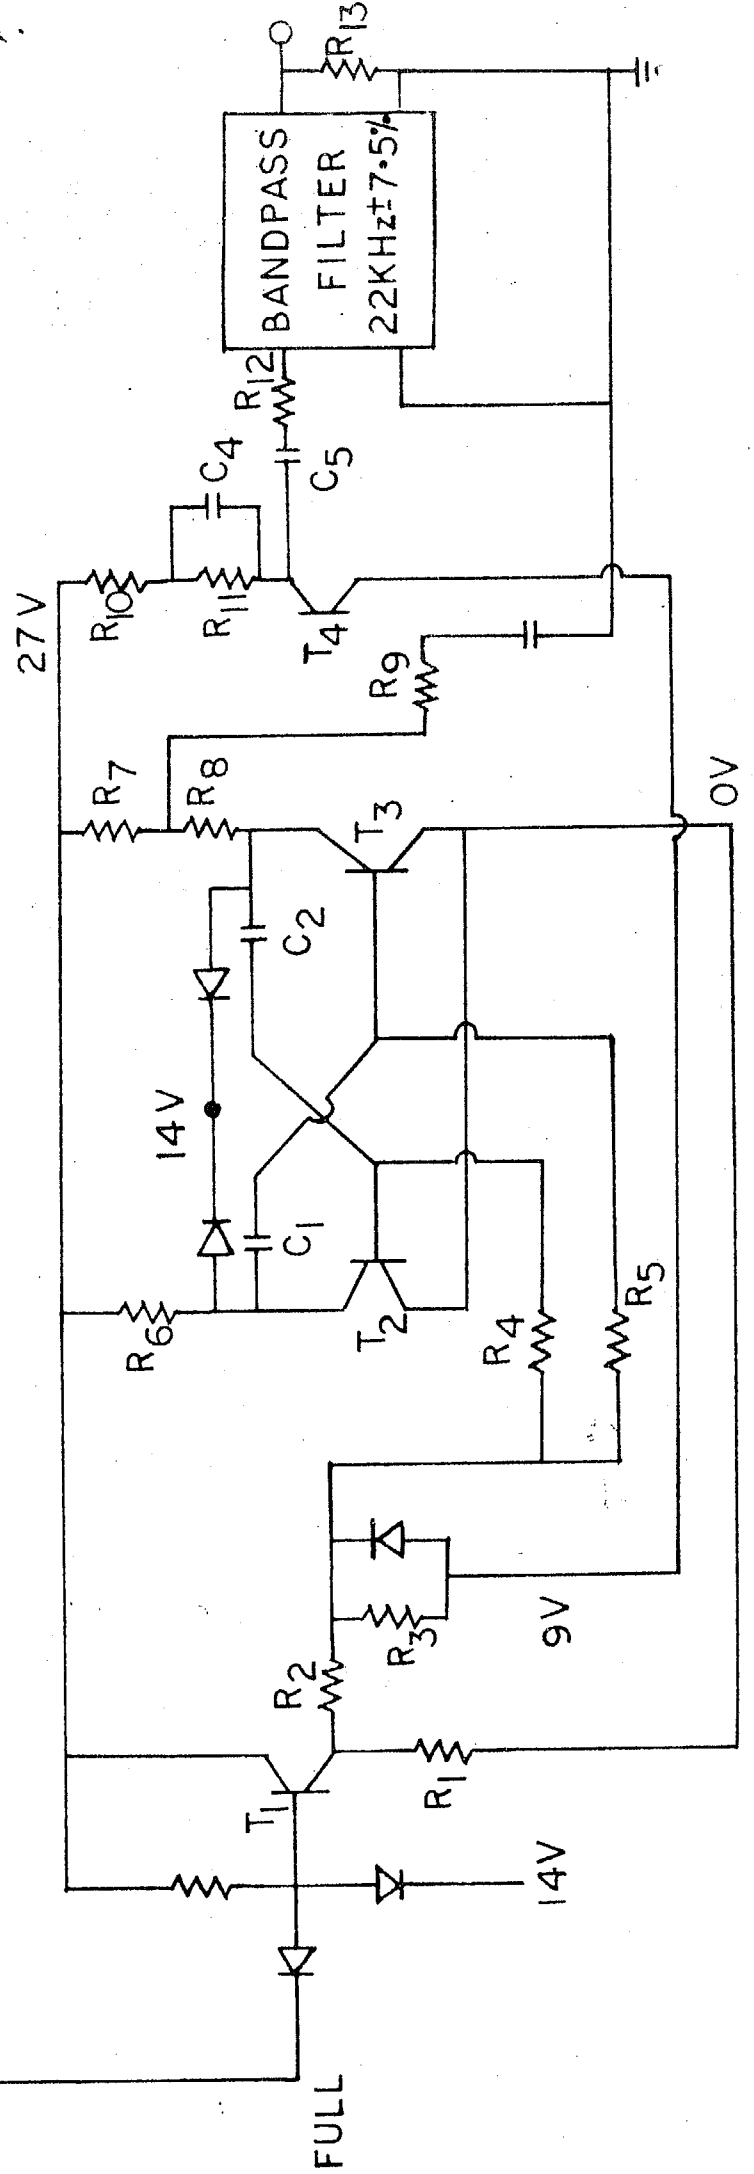 27V
14V
FULL
T1
R1
R2
R3
9V
14V
R6
T2
C1
R4
R5
C2
T3
R7
R8
R9
0V
R10
R11
C4
T4
C5
R12
BANDPASS
FILTER
22KHz±7.5%
R13